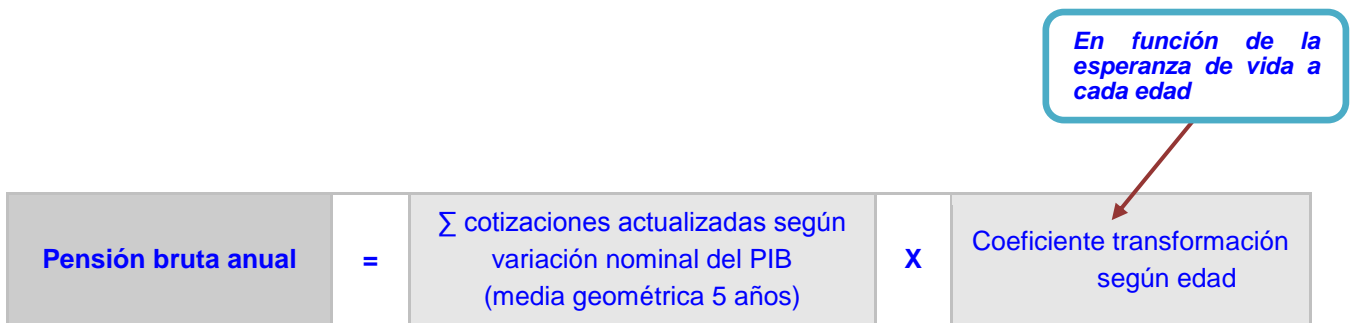 En función de la
esperanza de vida a
cada edad
Pensión bruta anual
=
∑ cotizaciones actualizadas según
variación nominal del PIB
(media geométrica 5 años)
X
Coeficiente transformación
según edad